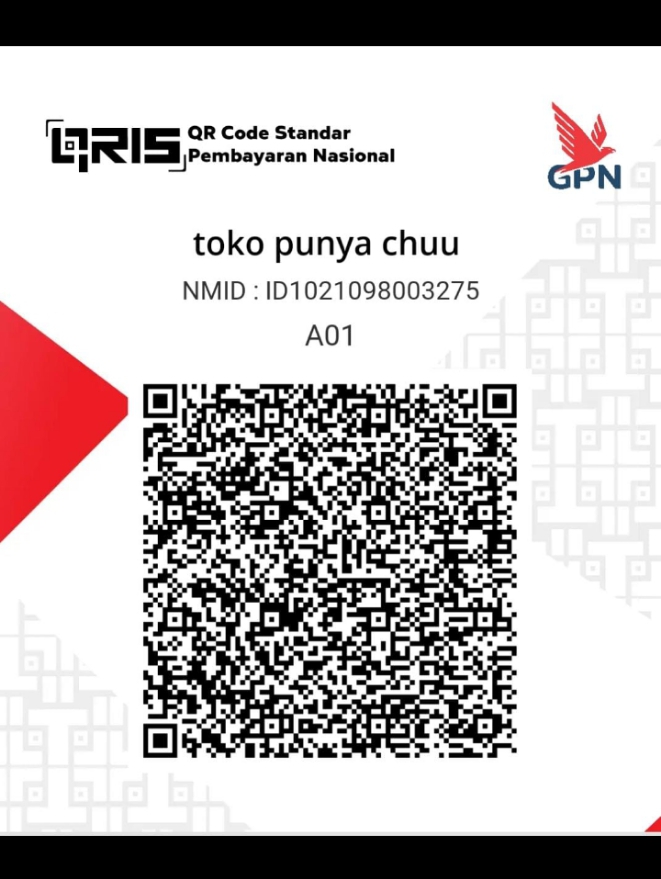 QRIS QR Code Standar
Pembayaran Nasional
GPN
toko punya chuu
NMID : ID1021098003275
A01